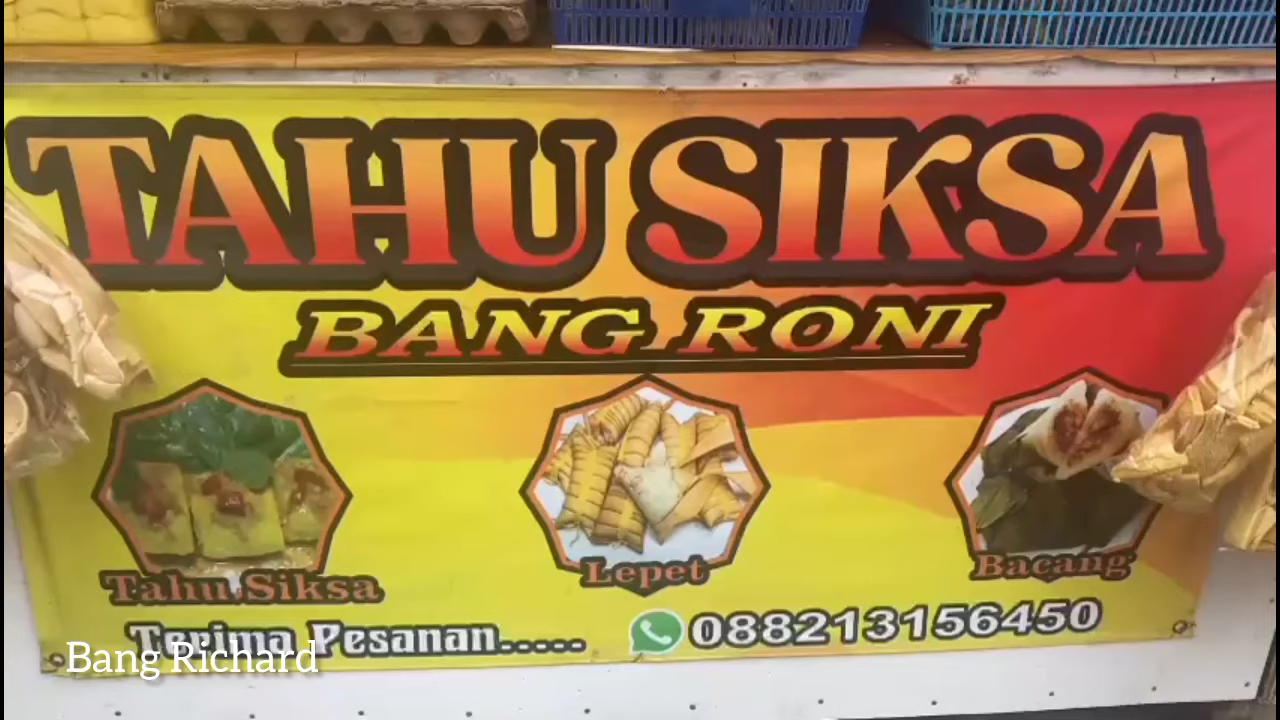 TAHU SIKSA
BANG RONI
Tahu Siksa
Lepet
Bacang
Terima Pesanan.....
088213156450
Bang Richard